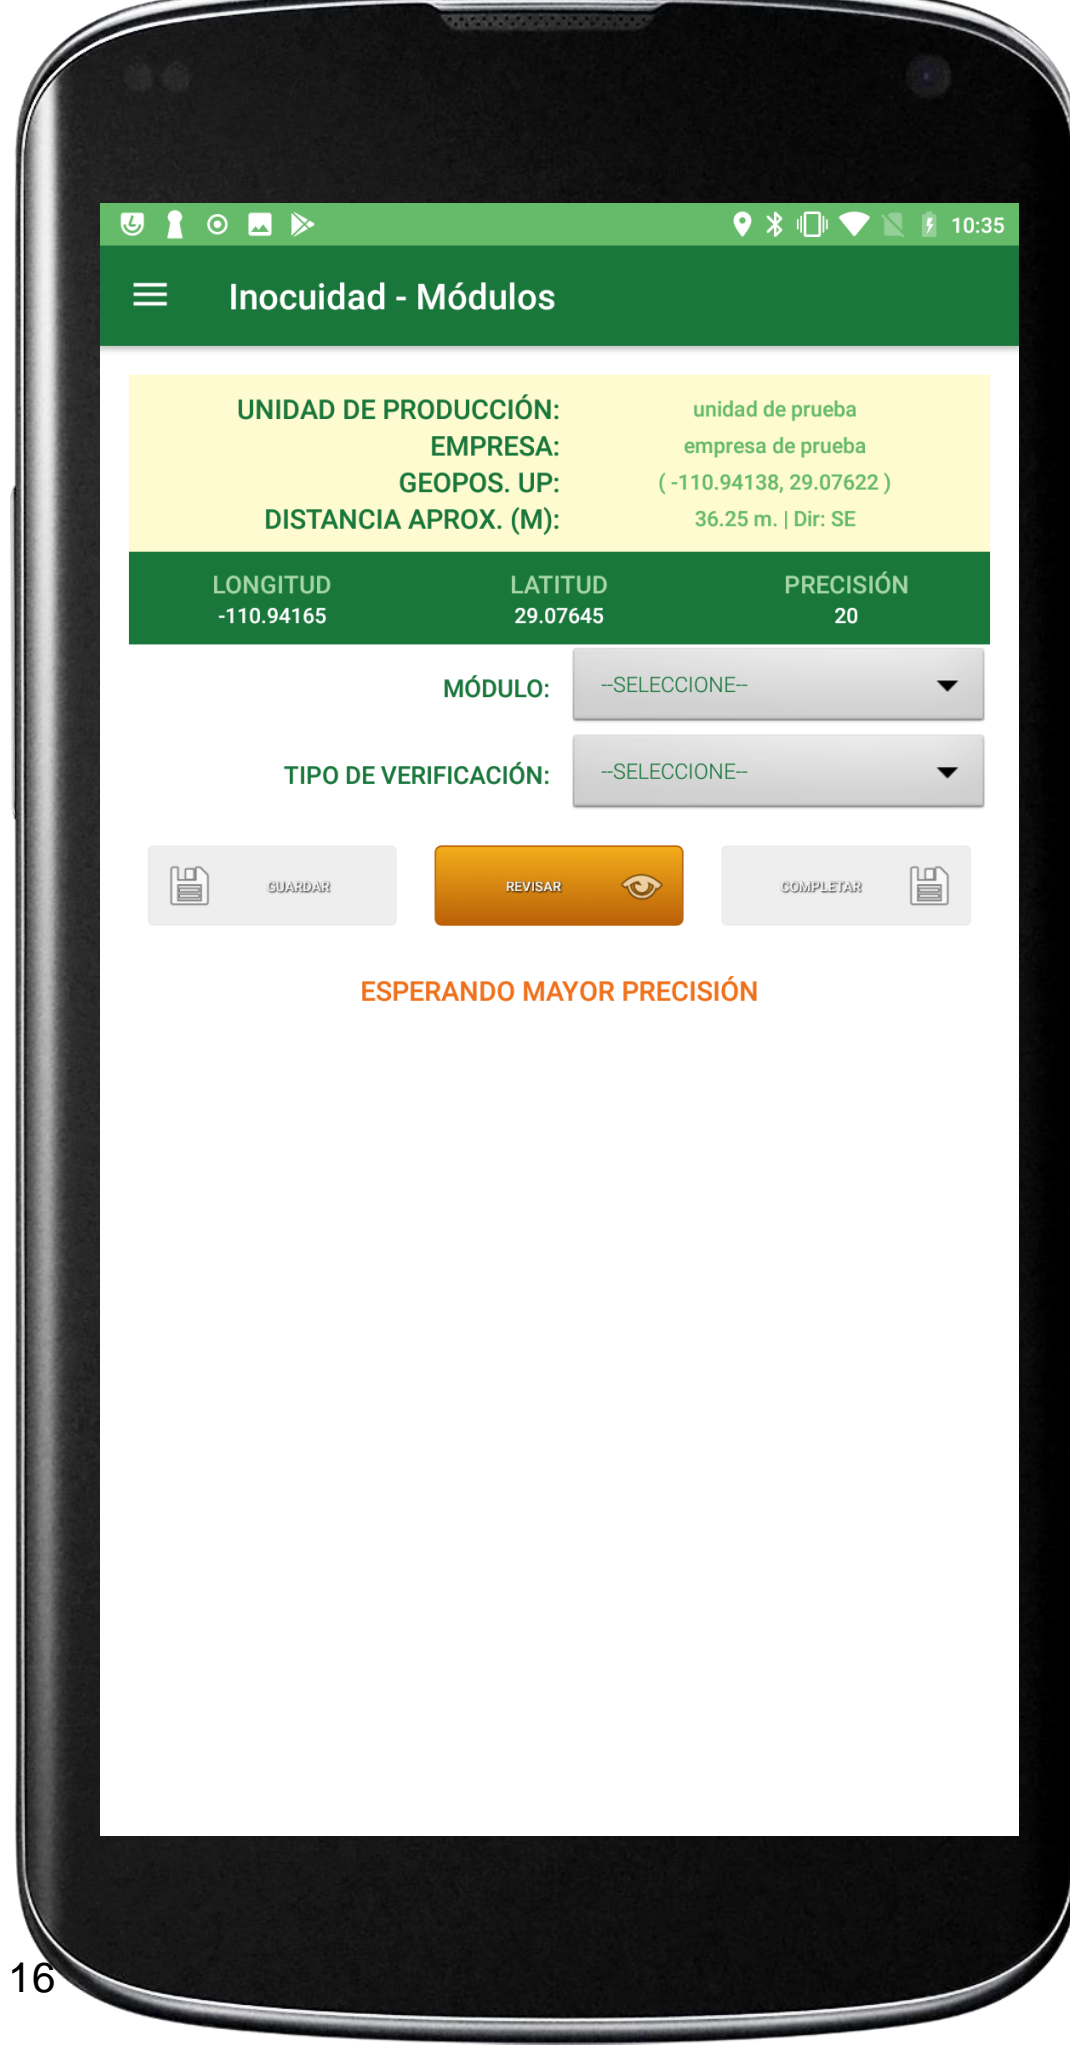 10:35
Inocuidad - Módulos
UNIDAD DE PRODUCCIÓN: unidad de prueba
EMPRESA: empresa de prueba
GEOPOS. UP: ( -110.94138, 29.07622 )
DISTANCIA APROX. (M): 36.25 m. | Dir: SE
LONGITUD LATITUD PRECISIÓN
-110.94165 29.07645 20
MÓDULO: --SELECCIONE--
TIPO DE VERIFICACIÓN: --SELECCIONE--
GUARDAR REVISAR COMPLETAR
ESPERANDO MAYOR PRECISIÓN
16